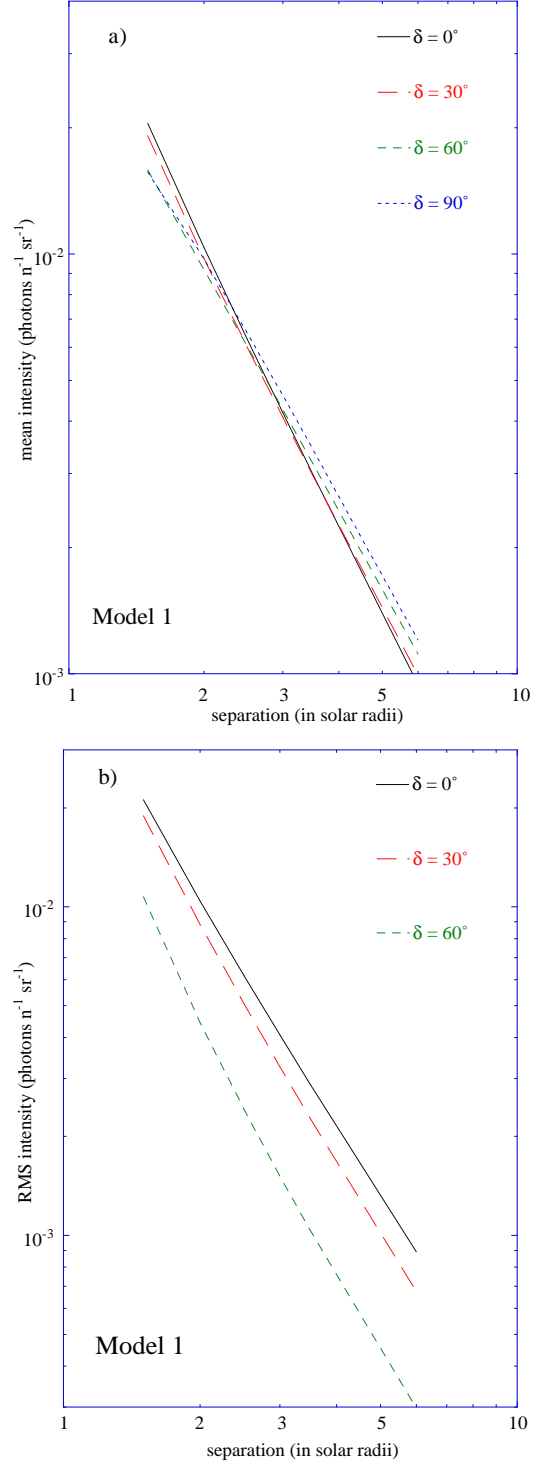 a)
δ = 0°
δ = 30°
δ = 60°
δ = 90°
mean intensity (photons n⁻¹ sr⁻¹)
10⁻²
10⁻³
Model 1
1
2
3
5
10
separation (in solar radii)
b)
δ = 0°
δ = 30°
δ = 60°
RMS intensity (photons n⁻¹ sr⁻¹)
10⁻²
10⁻³
Model 1
1
2
3
5
10
separation (in solar radii)